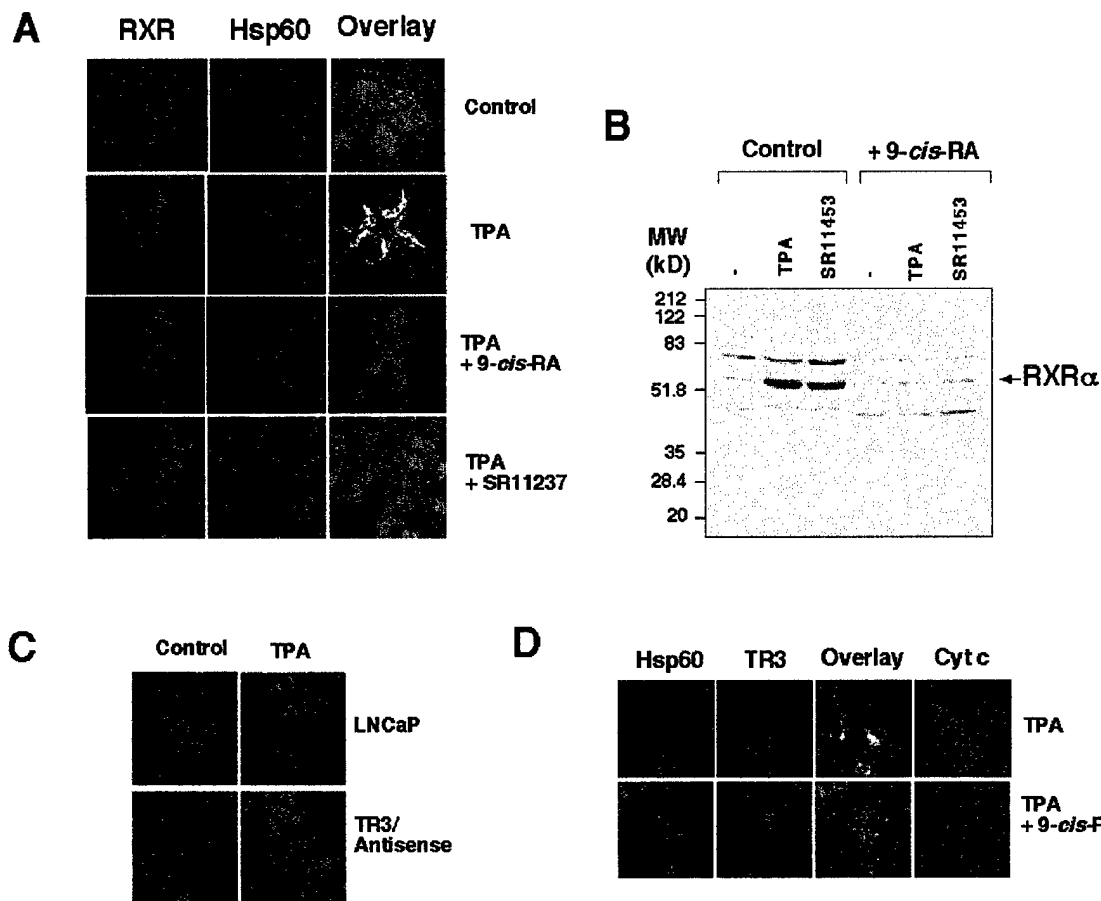 A
RXR Hsp60 Overlay
Control
TPA
TPA
+ 9-cis-RA
TPA
+ SR11237
B
Control + 9-cis-RA
MW
(kD)
- TPA SR11453 - TPA SR11453
212
122
83
51.8
35
28.4
20
←RXRα
C
Control TPA
LNCaP
TR3/
Antisense
D
Hsp60 TR3 Overlay Cyt c
TPA
TPA
+ 9-cis-F